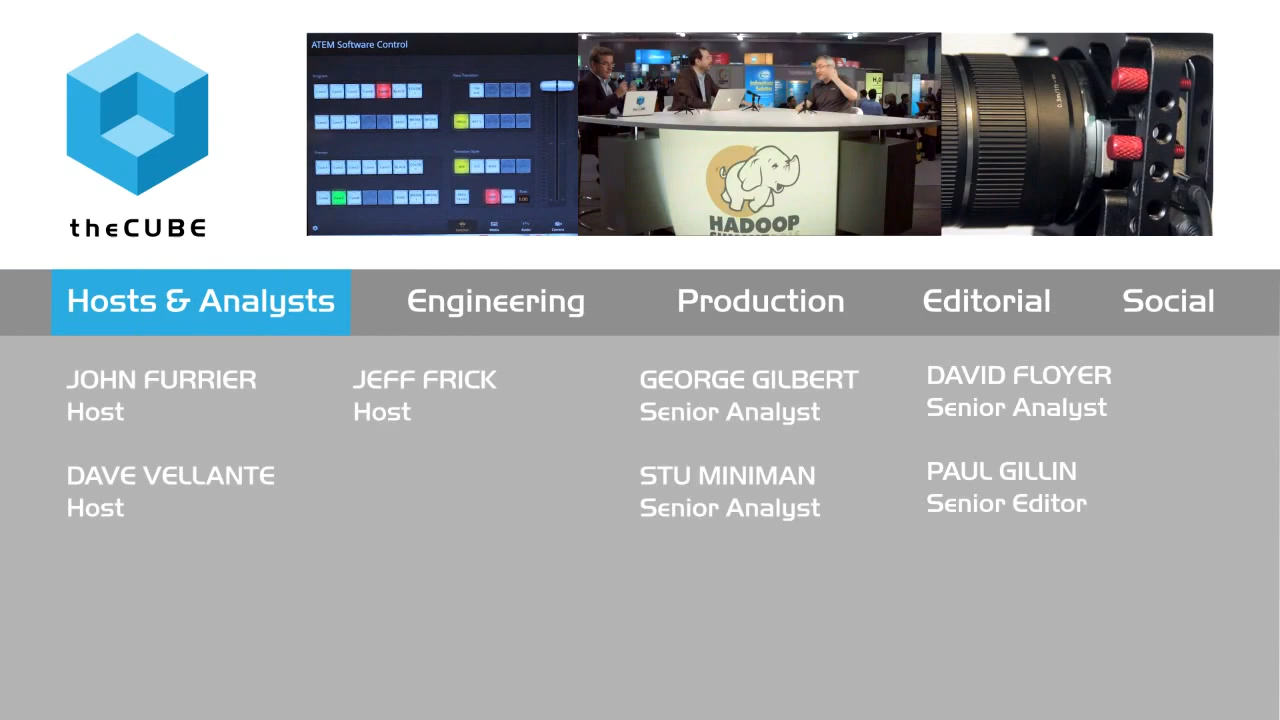 theCUBE
ATEM Software Control
HADOOP
Hosts & Analysts
Engineering
Production
Editorial
Social
JOHN FURRIER
Host
JEFF FRICK
Host
GEORGE GILBERT
Senior Analyst
DAVID FLOYER
Senior Analyst
DAVE VELLANTE
Host
STU MINIMAN
Senior Analyst
PAUL GILLIN
Senior Editor